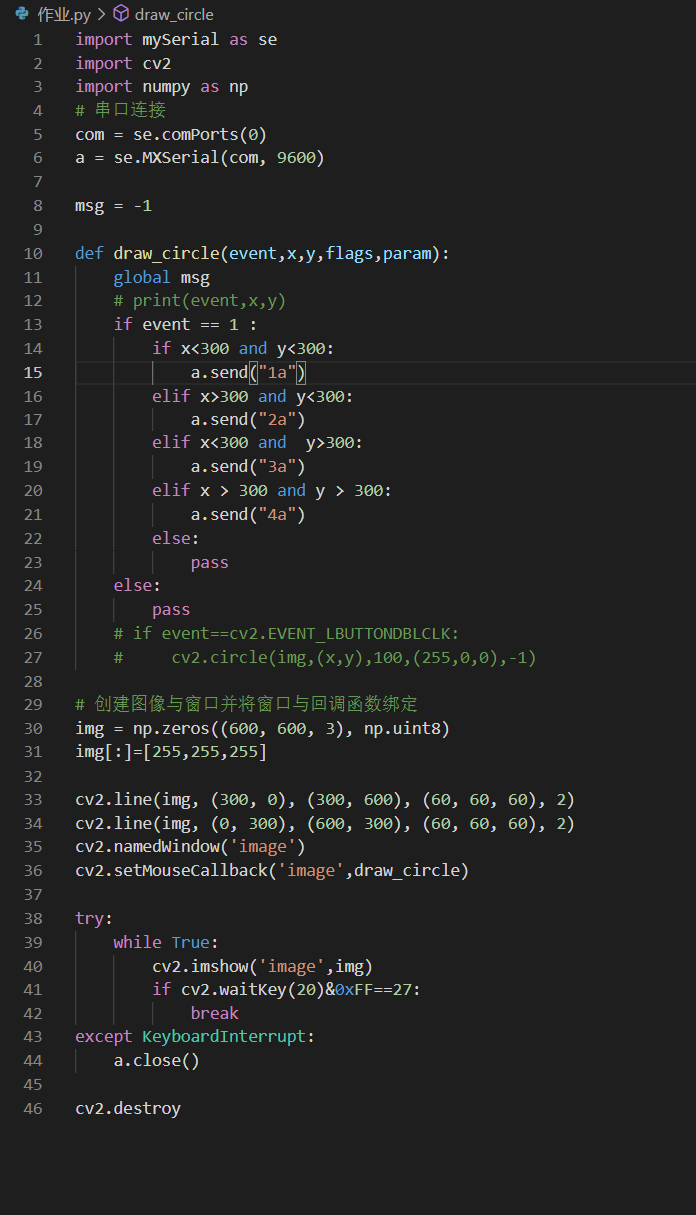 作业.py > draw_circle
1 import mySerial as se
2 import cv2
3 import numpy as np
4 # 串口连接
5 com = se.comPorts(0)
6 a = se.MXSerial(com, 9600)
7
8 msg = -1
9
10 def draw_circle(event,x,y,flags,param):
11     global msg
12     # print(event,x,y)
13     if event == 1 :
14         if x<300 and y<300:
15             a.send("1a")
16         elif x>300 and y<300:
17             a.send("2a")
18         elif x<300 and  y>300:
19             a.send("3a")
20         elif x > 300 and y > 300:
21             a.send("4a")
22         else:
23             pass
24     else:
25         pass
26     # if event==cv2.EVENT_LBUTTONDBLCLK:
27     #     cv2.circle(img,(x,y),100,(255,0,0),-1)
28
29 # 创建图像与窗口并将窗口与回调函数绑定
30 img = np.zeros((600, 600, 3), np.uint8)
31 img[:]=[255,255,255]
32
33 cv2.line(img, (300, 0), (300, 600), (60, 60, 60), 2)
34 cv2.line(img, (0, 300), (600, 300), (60, 60, 60), 2)
35 cv2.namedWindow('image')
36 cv2.setMouseCallback('image',draw_circle)
37
38 try:
39     while True:
40         cv2.imshow('image',img)
41         if cv2.waitKey(20)&0xFF==27:
42             break
43 except KeyboardInterrupt:
44     a.close()
45
46 cv2.destroy